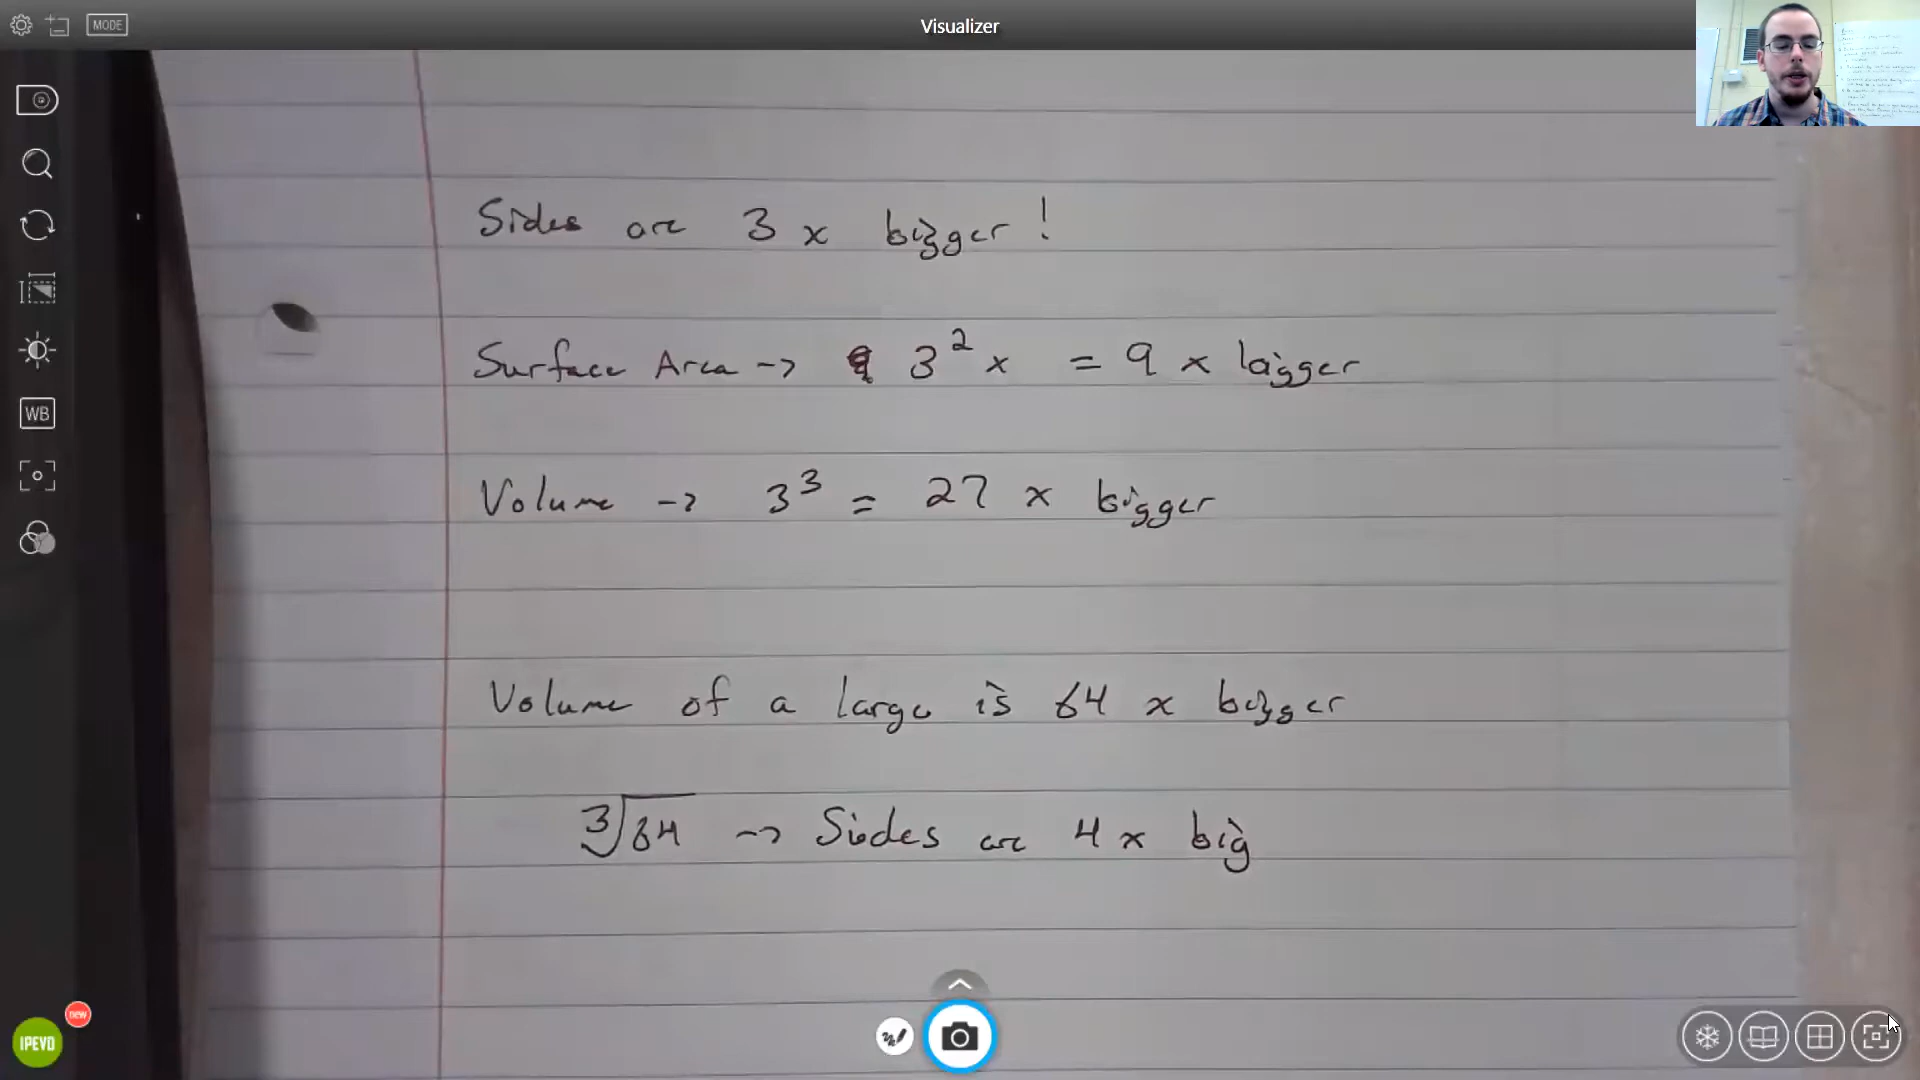 MODE
Visualizer
Sides are 3 x bigger!
Surface Area -> 3² x = 9 x larger
WB
Volume -> 3³ = 27 x bigger
Volume of a large is 64 x bigger
³√64 -> Sides are 4 x big
new
IPEVO